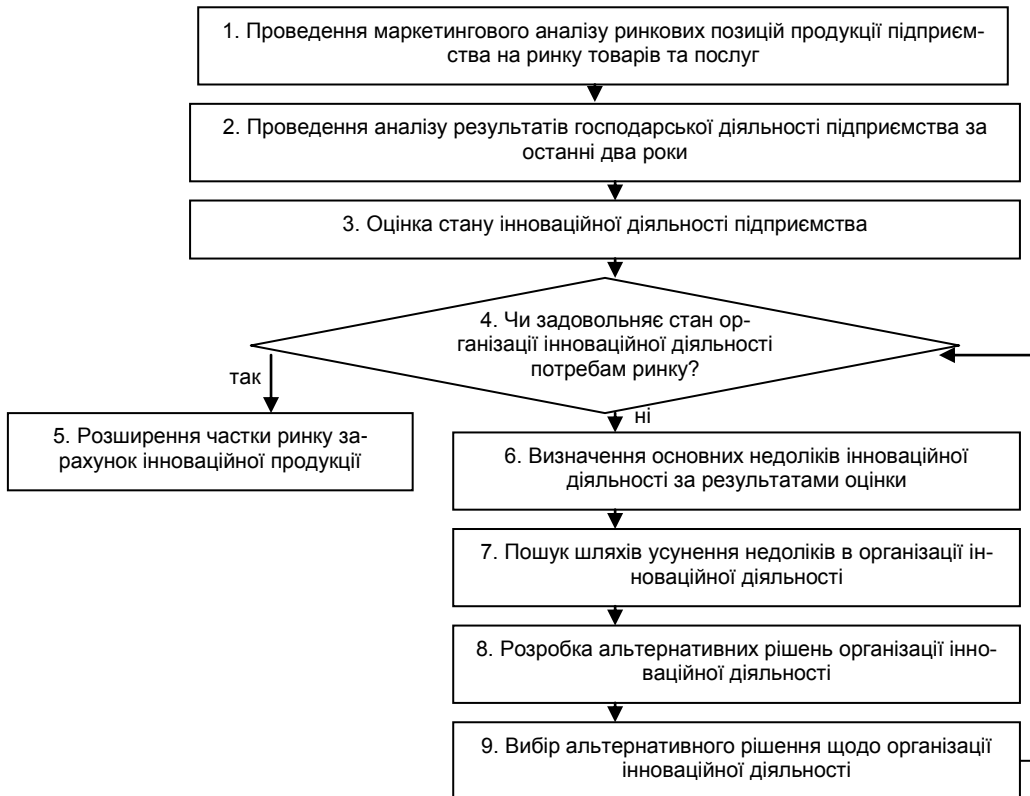 1. Проведення маркетингового аналізу ринкових позицій продукції підприєм-
ства на ринку товарів та послуг
2. Проведення аналізу результатів господарської діяльності підприємства за
останні два роки
3. Оцінка стану інноваційної діяльності підприємства
4. Чи задовольняє стан ор-
ганізації інноваційної діяльності
потребам ринку?
так
ні
5. Розширення частки ринку за-
рахунок інноваційної продукції
6. Визначення основних недоліків інноваційної
діяльності за результатами оцінки
7. Пошук шляхів усунення недоліків в організації ін-
новаційної діяльності
8. Розробка альтернативних рішень організації інно-
ваційної діяльності
9. Вибір альтернативного рішення щодо організації
інноваційної діяльності